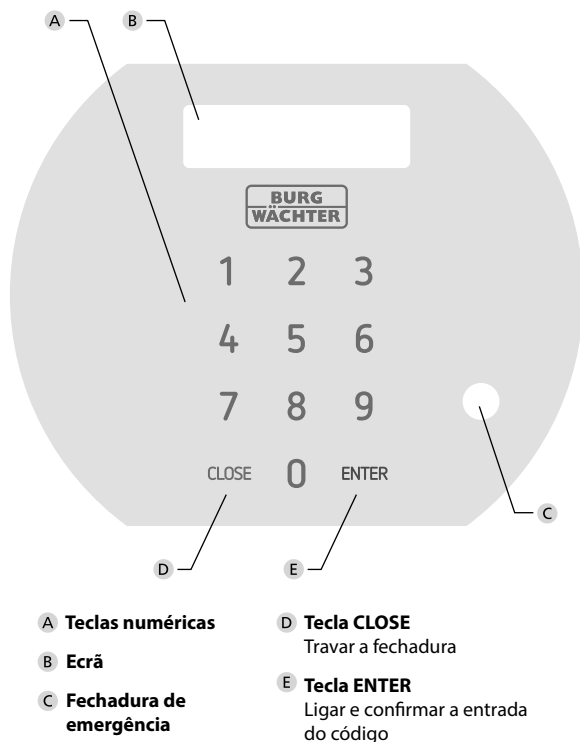 A B
BURG
WÄCHTER
1 2 3
4 5 6
7 8 9
CLOSE 0 ENTER
C
D E
A Teclas numéricas
B Ecrã
C Fechadura de
emergência
D Tecla CLOSE
Travar a fechadura
E Tecla ENTER
Ligar e confirmar a entrada
do código